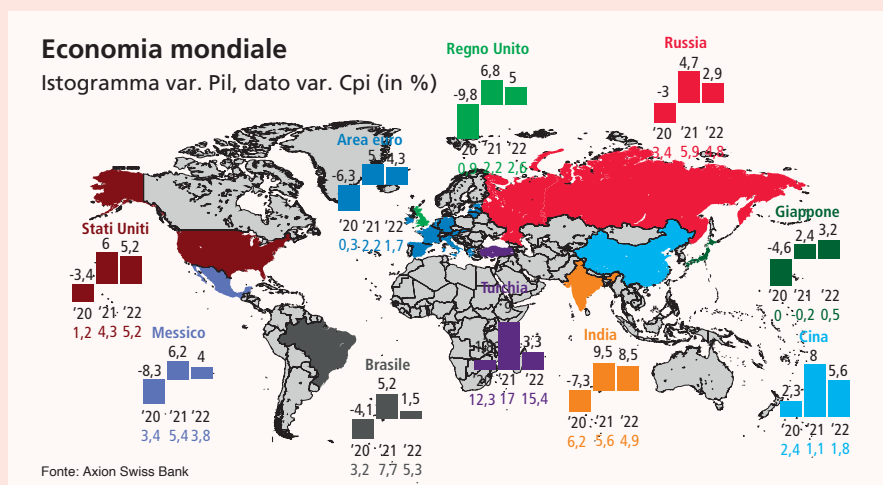 Economia mondiale
Istogramma var. Pil, dato var. Cpi (in %)
Regno Unito
-9,8 6,8 5
'20 '21 '22
0,9 2,2 2,6
Russia
-3 4,7 2,9
'20 '21 '22
3,4 5,9 4,8
Area euro
-6,3 5 4,3
'20 '21 '22
0,3 2,2 1,7
Stati Uniti
-3,4 6 5,2
'20 '21 '22
1,2 4,3 5,2
Giappone
-4,6 2,4 3,2
'20 '21 '22
0 -0,2 0,5
Messico
-8,3 6,2 4
'20 '21 '22
3,4 5,4 3,8
Brasile
-4,1 5,2 1,5
'20 '21 '22
3,2 7,7 5,3
Turchia
9 3,3
'20 '21 '22
12,3 17 15,4
India
-7,3 9,5 8,5
'20 '21 '22
6,2 5,6 4,9
Cina
2,3 8 5,6
'20 '21 '22
2,4 1,1 1,8
Fonte: Axion Swiss Bank